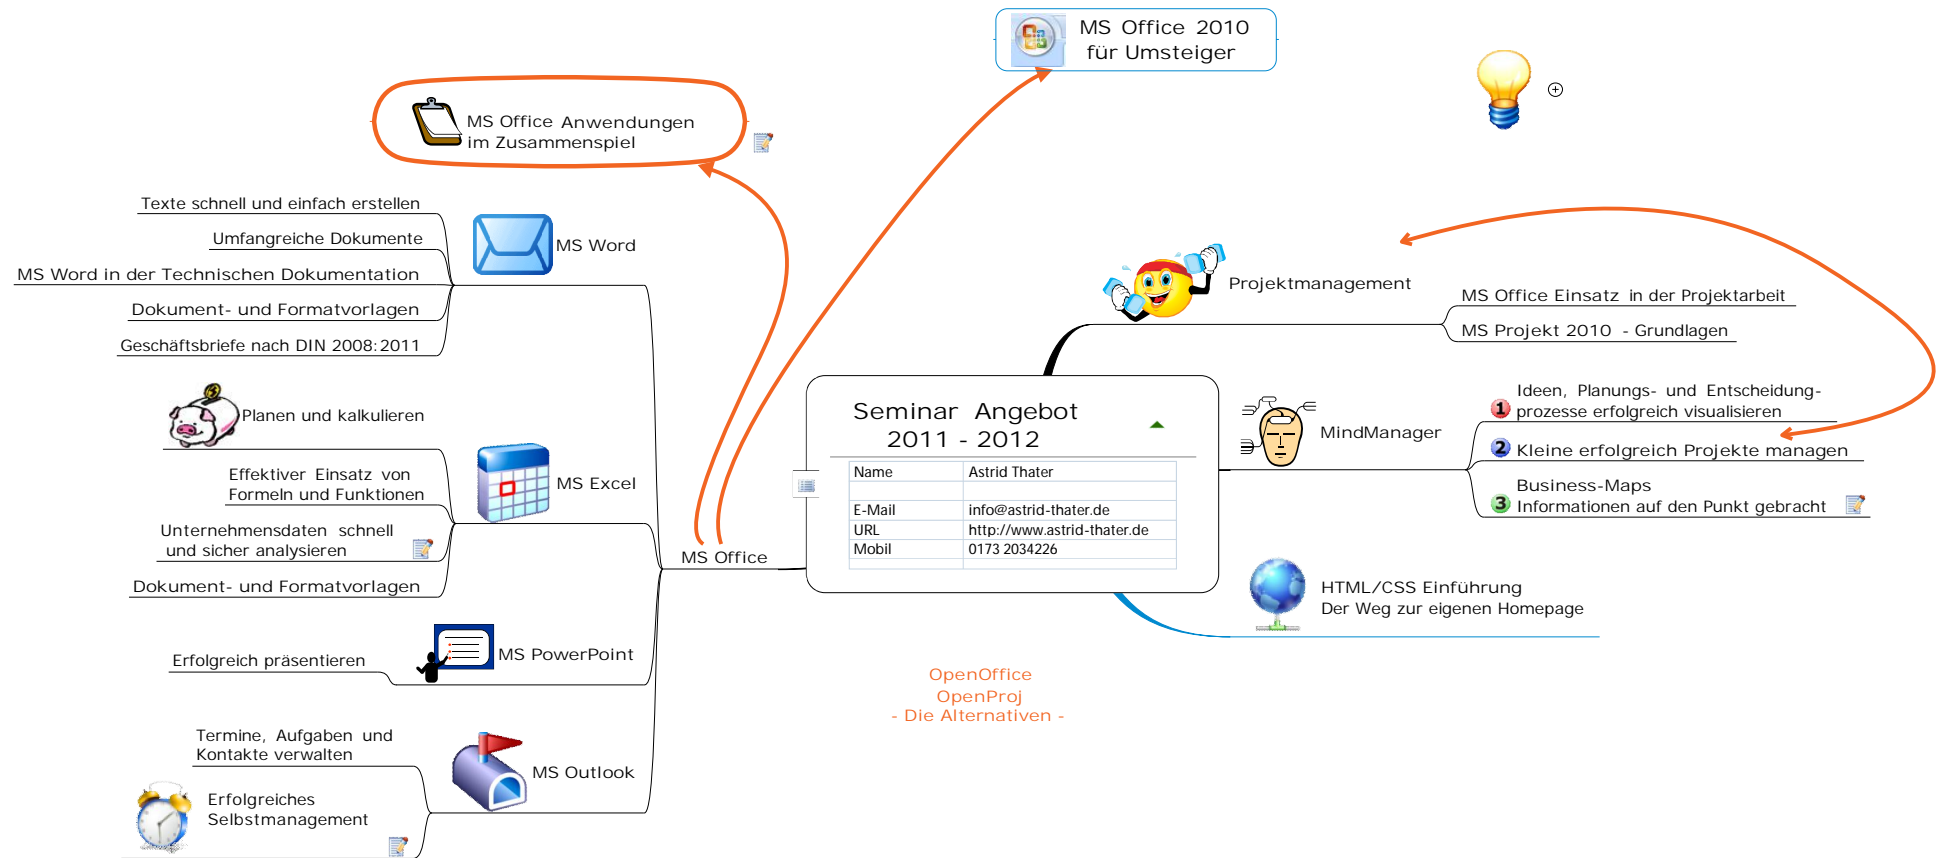 MS Office 2010
für Umsteiger
MS Office Anwendungen
im Zusammenspiel
Texte schnell und einfach erstellen
Umfangreiche Dokumente
MS Word in der Technischen Dokumentation
Dokument- und Formatvorlagen
Geschäftsbriefe nach DIN 2008:2011
MS Word
Planen und kalkulieren
Effektiver Einsatz von
Formeln und Funktionen
Unternehmensdaten schnell
und sicher analysieren
Dokument- und Formatvorlagen
MS Excel
Erfolgreich präsentieren
MS PowerPoint
Termine, Aufgaben und
Kontakte verwalten
Erfolgreiches
Selbstmanagement
MS Outlook
MS Office
Seminar Angebot
2011 - 2012
Name Astrid Thater
E-Mail info@astrid-thater.de
URL http://www.astrid-thater.de
Mobil 0173 2034226
Projektmanagement
MS Office Einsatz in der Projektarbeit
MS Projekt 2010 - Grundlagen
MindManager
Ideen, Planungs- und Entscheidung-
1 prozesse erfolgreich visualisieren
2 Kleine erfolgreich Projekte managen
Business-Maps
3 Informationen auf den Punkt gebracht
HTML/CSS Einführung
Der Weg zur eigenen Homepage
OpenOffice
OpenProj
- Die Alternativen -